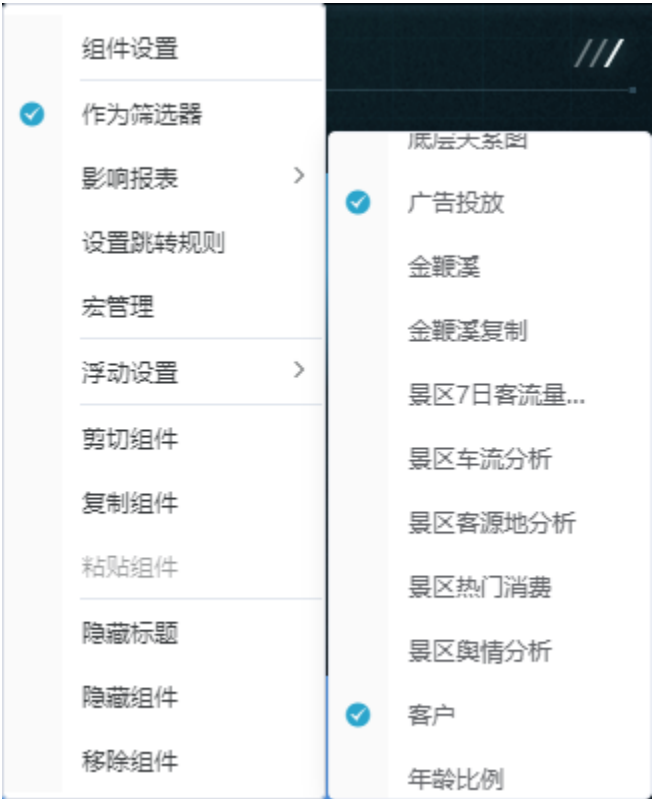 组件设置
作为筛选器
影响报表
设置跳转规则
宏管理
浮动设置
剪切组件
复制组件
粘贴组件
隐藏标题
隐藏组件
移除组件
底层关系图
广告投放
金鞭溪
金鞭溪复制
景区7日客流量...
景区车流分析
景区客源地分析
景区热门消费
景区舆情分析
客户
年龄比例